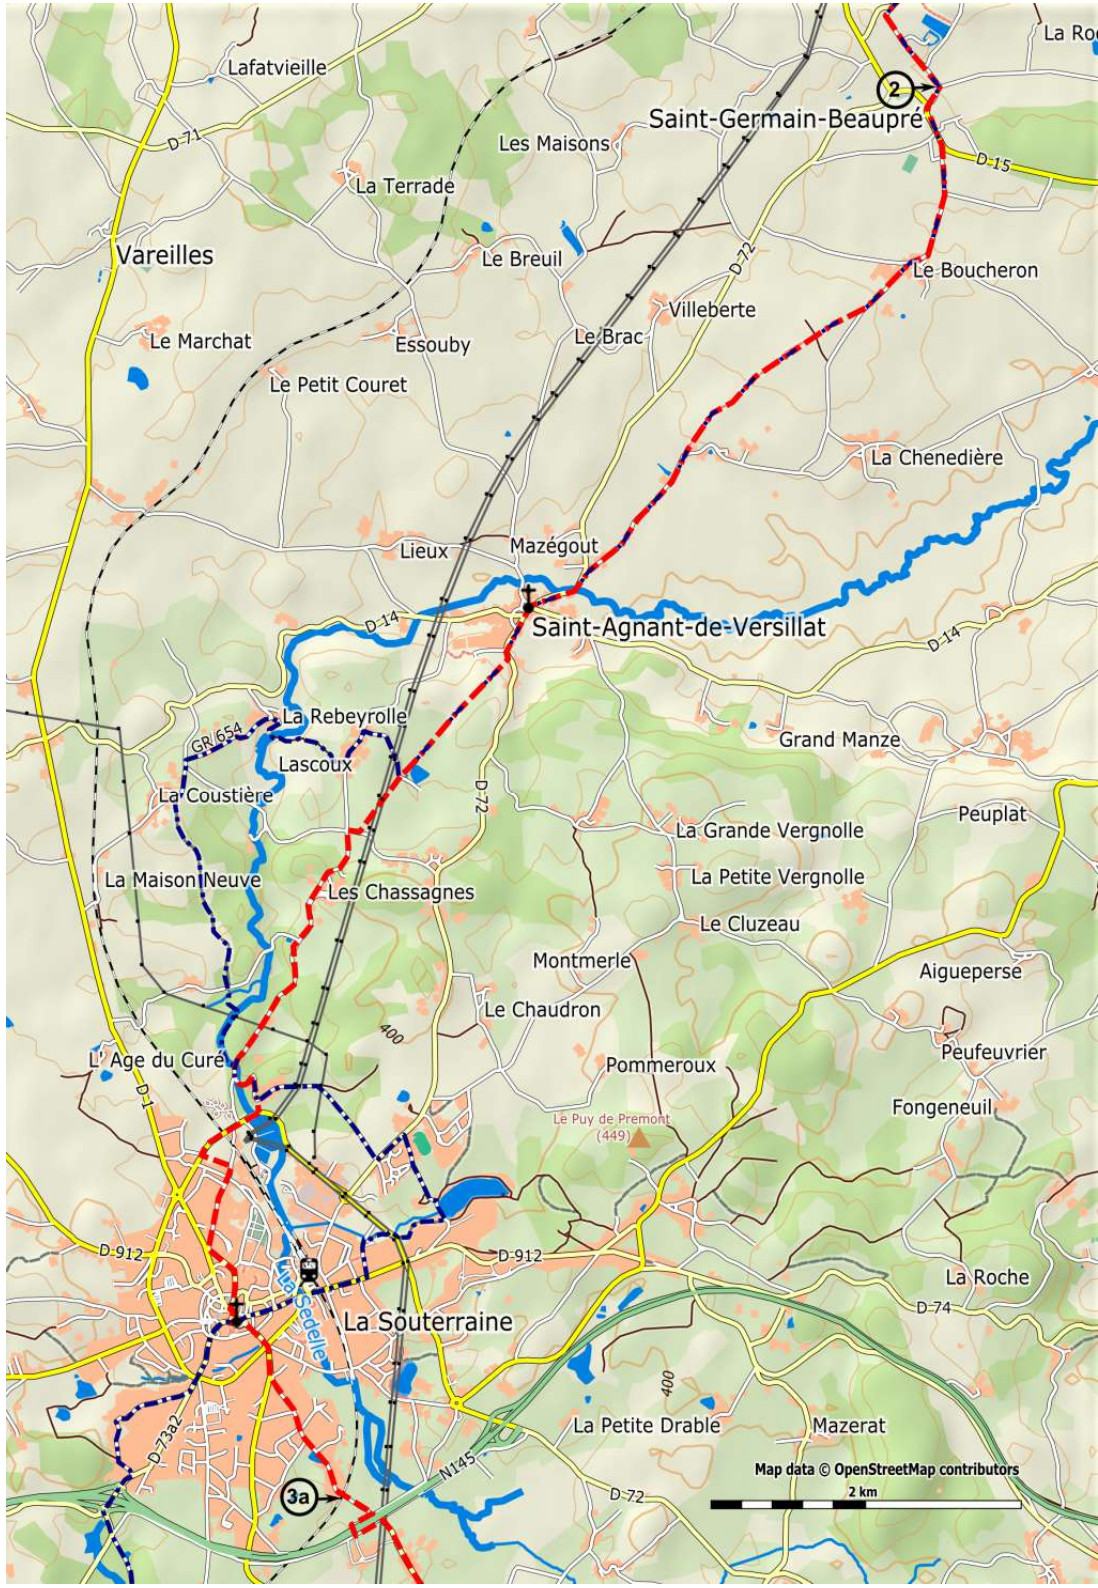 La Roc
Lafatvieille
2
Saint-Germain-Beaupré
D 71
Les Maisons
D 15
La Terrade
Vareilles
Le Breuil
D 72
Le Boucheron
Villeberte
Le Marchat
Essouby
Le Brac
Le Petit Couret
La Chenedière
Lieux
Mazégout
D 14
Saint-Agnant-de-Versillat
D 14
La Rebeyrolle
GR 654
Grand Manze
Lascoux
La Coustière
D 72
Peuplat
La Grande Vergnolle
La Maison Neuve
Les Chassagnes
La Petite Vergnolle
Le Cluzeau
Montmerle
Aigueperse
Le Chaudron
400
L' Age du Curé
Pommeroux
Peufeuvrier
D 1
Fongeneuil
Le Puy de Premont
(449)
D 912
D 912
La Roche
La Sedelle
La Souterraine
D 74
400
La Petite Drable
Mazerat
D 73a2
N145
Map data © OpenStreetMap contributors
2 km
3a
D 72